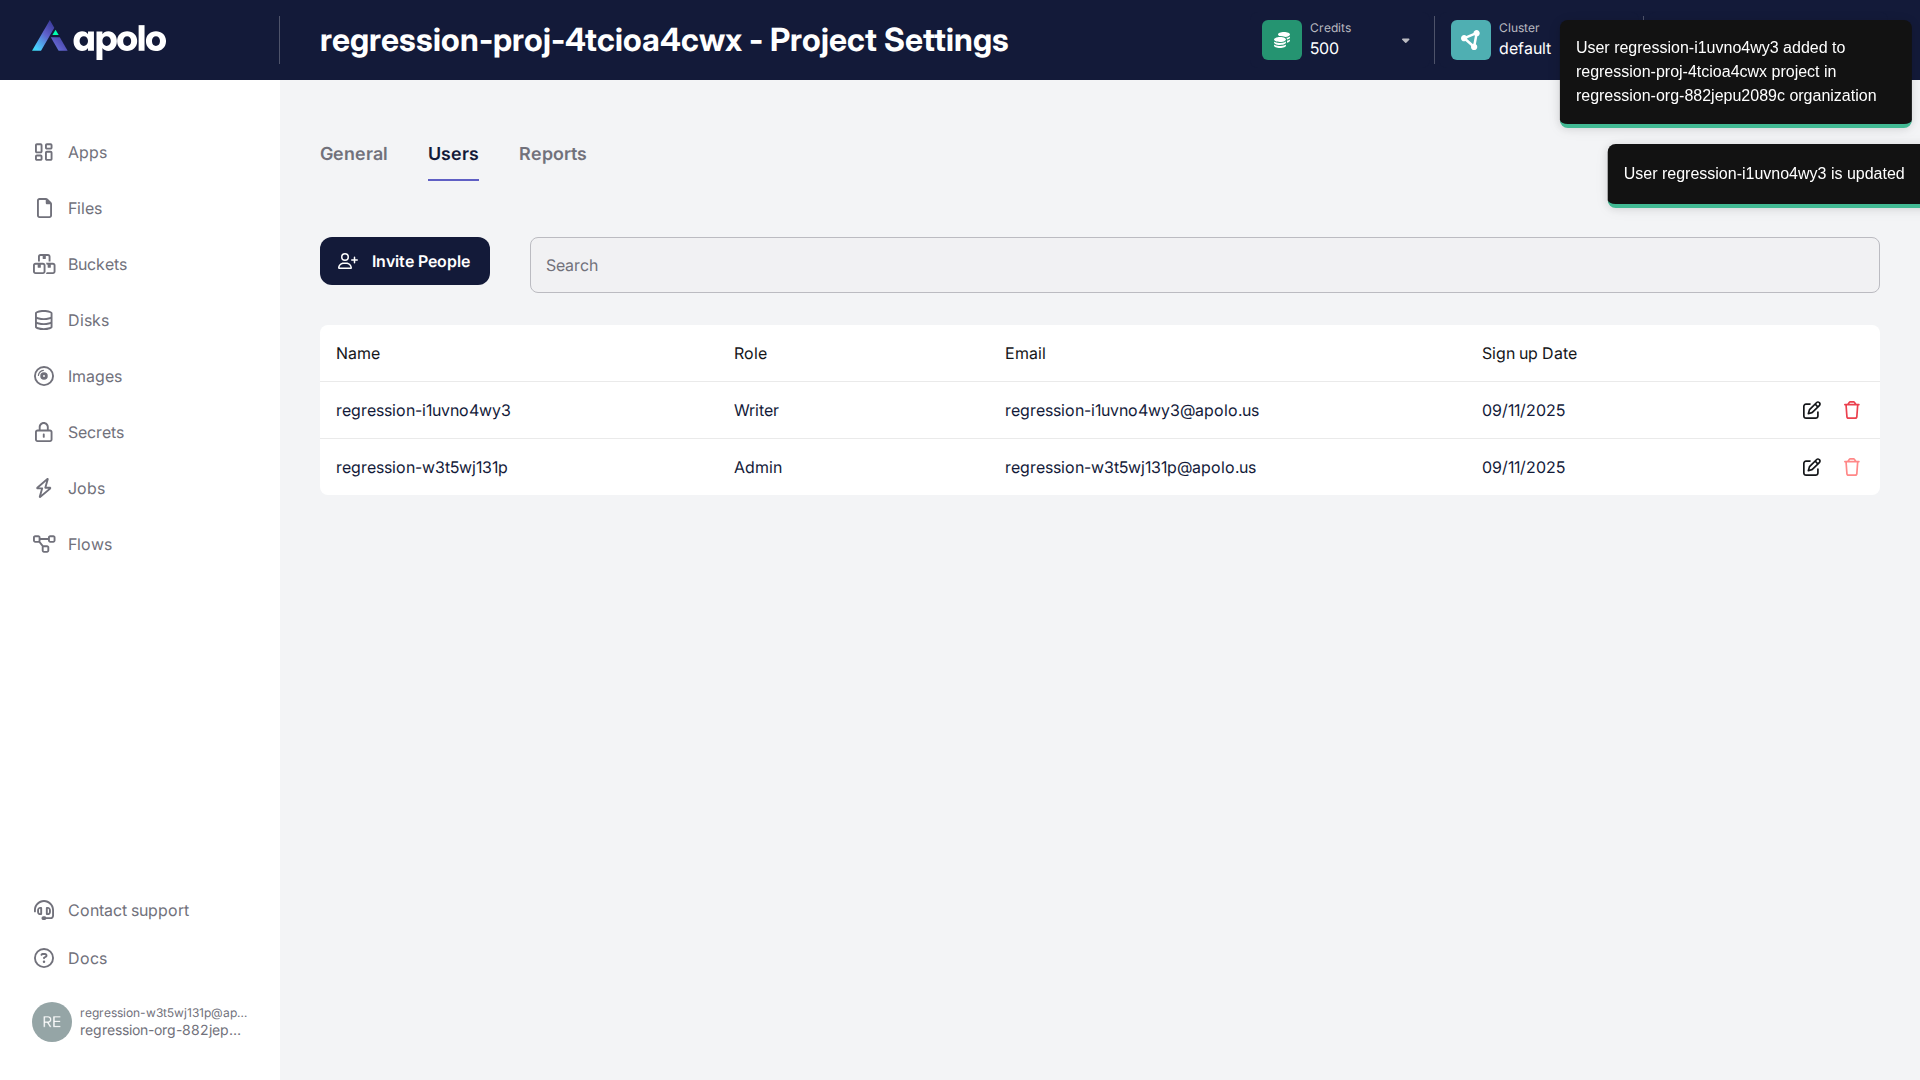 apolo
regression-proj-4tcioa4cwx - Project Settings
Credits
500
Cluster
default
User regression-i1uvno4wy3 added to
regression-proj-4tcioa4cwx project in
regression-org-882jepu2089c organization
User regression-i1uvno4wy3 is updated
Apps
Files
Buckets
Disks
Images
Secrets
Jobs
Flows
General Users Reports
Invite People
Search
Name Role Email Sign up Date
regression-i1uvno4wy3 Writer regression-i1uvno4wy3@apolo.us 09/11/2025
regression-w3t5wj131p Admin regression-w3t5wj131p@apolo.us 09/11/2025
Contact support
Docs
RE
regression-w3t5wj131p@ap...
regression-org-882jep...